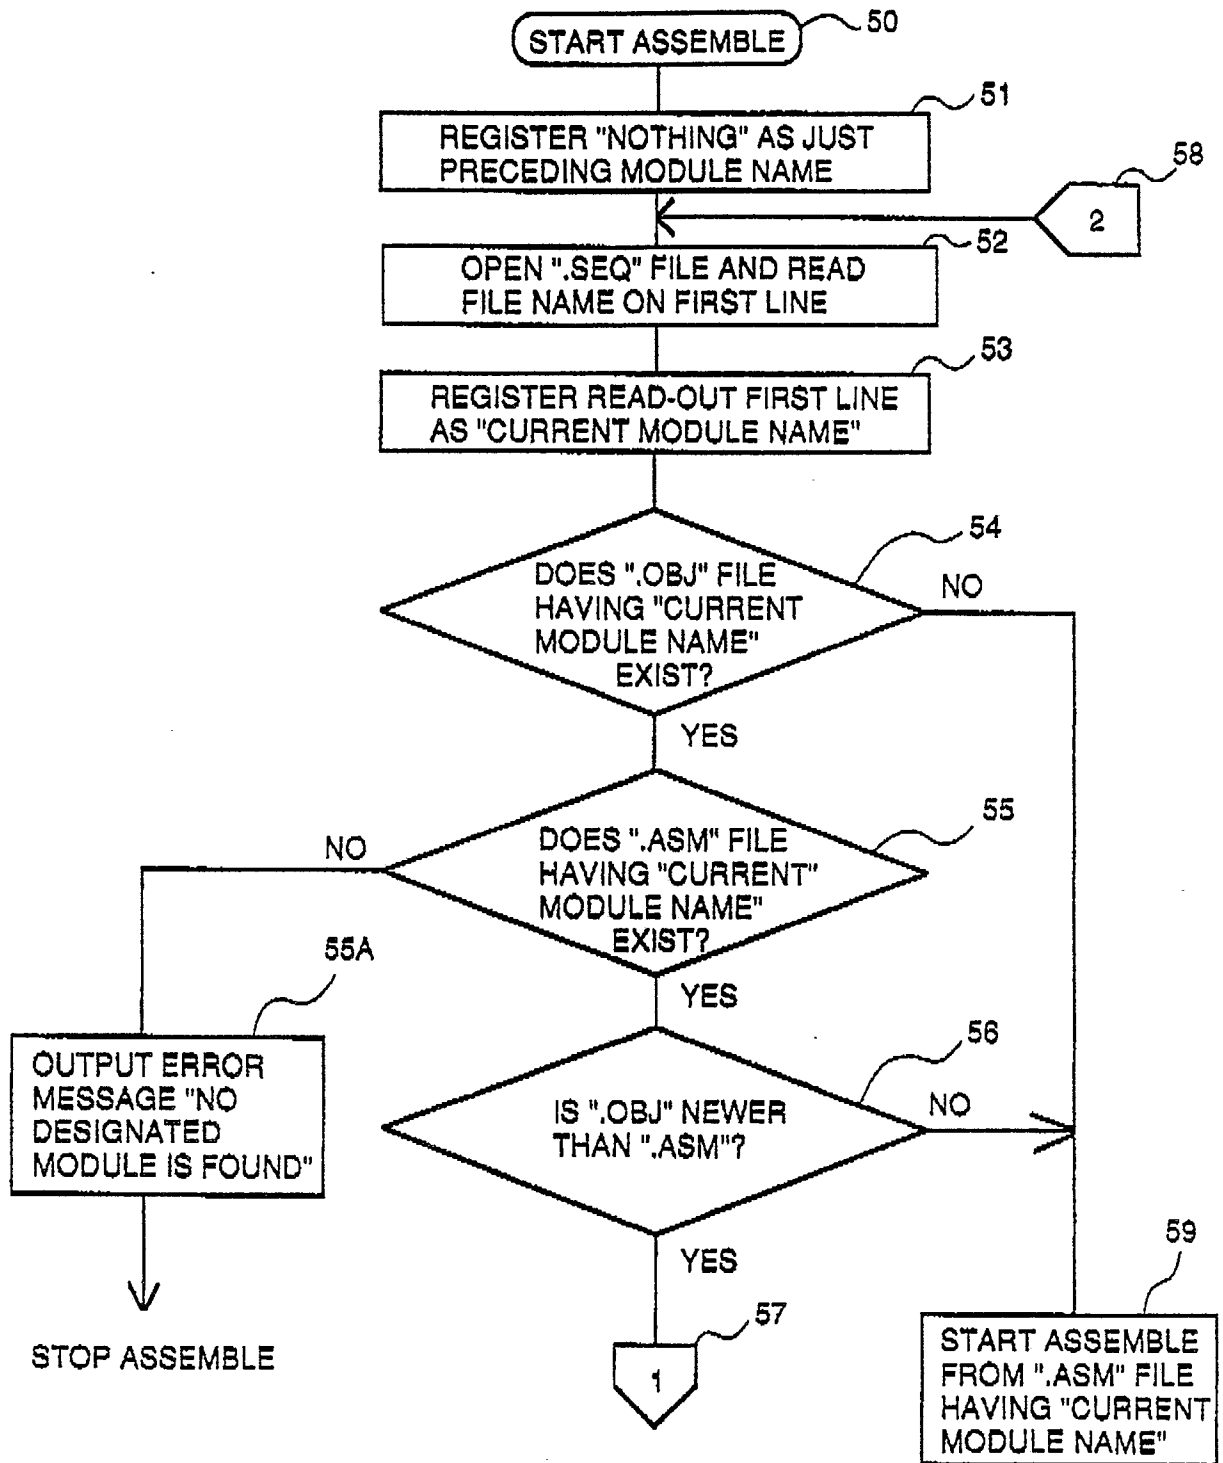 START ASSEMBLE
50
51
REGISTER "NOTHING" AS JUST
PRECEDING MODULE NAME
58
2
52
OPEN ".SEQ" FILE AND READ
FILE NAME ON FIRST LINE
53
REGISTER READ-OUT FIRST LINE
AS "CURRENT MODULE NAME"
54
DOES ".OBJ" FILE
HAVING "CURRENT
MODULE NAME"
EXIST?
NO
YES
55
DOES ".ASM" FILE
HAVING "CURRENT"
MODULE NAME"
EXIST?
NO
YES
55A
OUTPUT ERROR
MESSAGE "NO
DESIGNATED
MODULE IS FOUND"
STOP ASSEMBLE
56
IS ".OBJ" NEWER
THAN ".ASM"?
NO
YES
57
1
59
START ASSEMBLE
FROM ".ASM" FILE
HAVING "CURRENT
MODULE NAME"